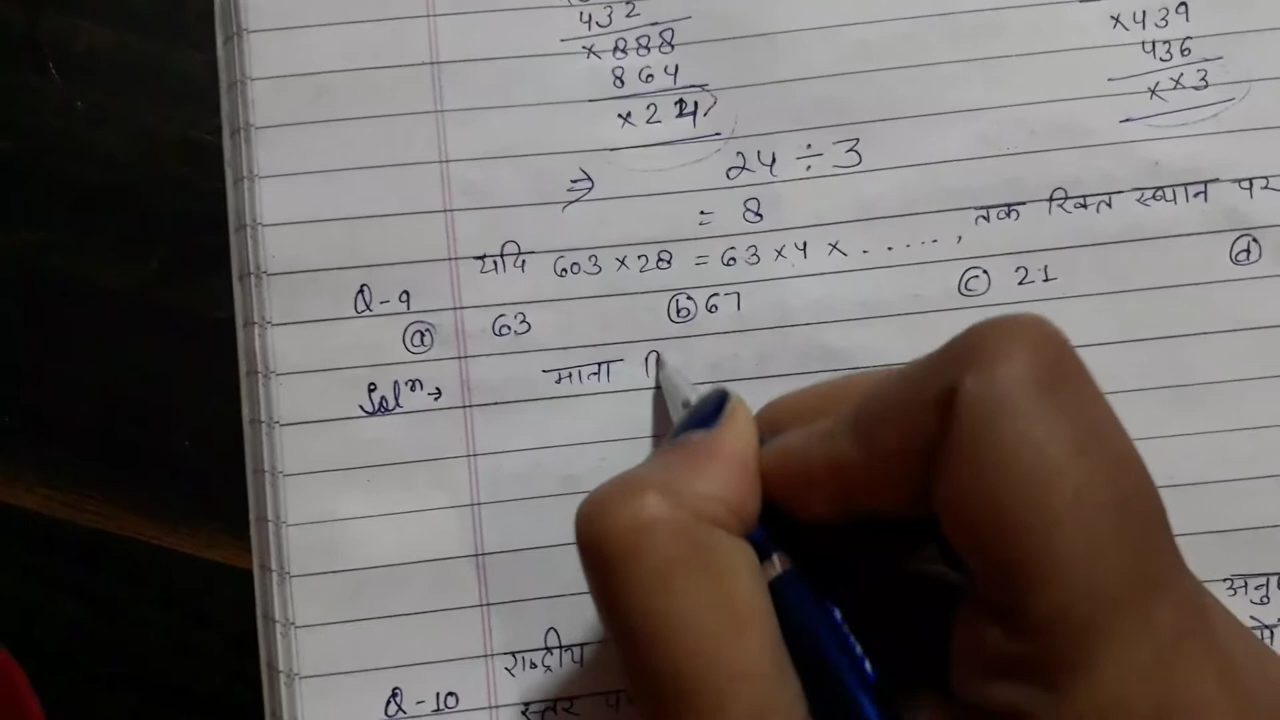 432
×888
864
×24
×439
436
××3
⇒ 24÷3
= 8
Q-9 यदि 603×28 = 63×4×......, तक रिक्त स्थान पर
ⓐ 63 ⓑ 67 ⓒ 21 ⓓ
Solⁿ→ माना
अनु
में
Q-10 राष्ट्रीय
स्तर